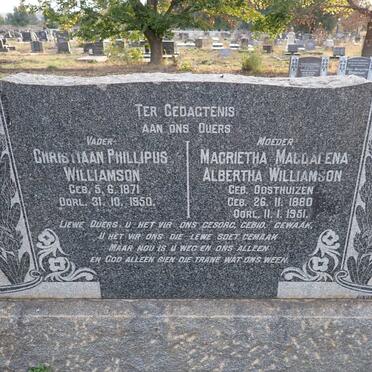 TER GEDAGTENIS
AAN ONS OUERS
VADER
CHRISTIAAN PHILLIPUS
WILLIAMSON
GEB. 5.6.1871
OORL. 31.10.1950.
MOEDER
MAGRIETHA MAGDALENA
ALBERTHA WILLIAMSON
GEB. OOSTHUIZEN
GEB. 26.11.1880
OORL. 11.1.1951.
LIEWE OUERS, U HET VIR ONS GESORG, GEBID, GEWAAK,
U HET VIR ONS DIE LEWE SOET GEMAAK
MAAR NOU IS U WEG EN ONS ALLEEN
EN GOD ALLEEN SIEN DIE TRANE WAT ONS WEEN.